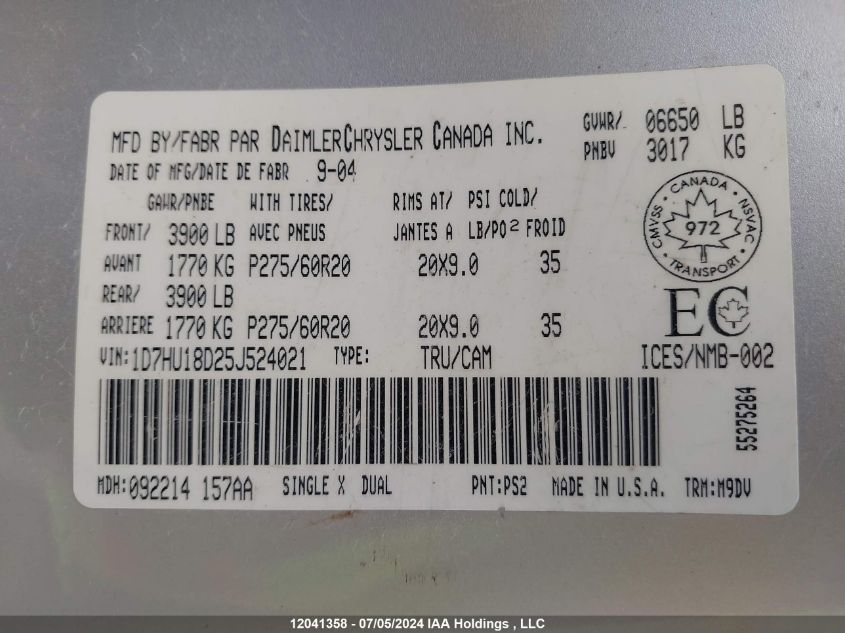 MFD BY/FABR PAR DAIMLERCHRYSLER CANADA INC. GVWR/ 06650 LB
DATE OF MFG/DATE DE FABR 9-04 PNBV 3017 KG
GAWR/PNBE WITH TIRES/ RIMS AT/ PSI COLD/
FRONT/ 3900 LB AVEC PNEUS JANTES A LB/PO2 FROID
AVANT 1770 KG P275/60R20 20X9.0 35
REAR/ 3900 LB
ARRIERE 1770 KG P275/60R20 20X9.0 35
VIN: 1D7HU18D25J524021 TYPE: TRU/CAM
CANADA
CMVSS 972 NSVAC
TRANSPORT
EC
ICES/NMB-002
55275264
MDH: 092214 157AA SINGLE X DUAL PNT: PS2 MADE IN U.S.A. TRM: M9DV
12041358 - 07/05/2024 IAA Holdings , LLC